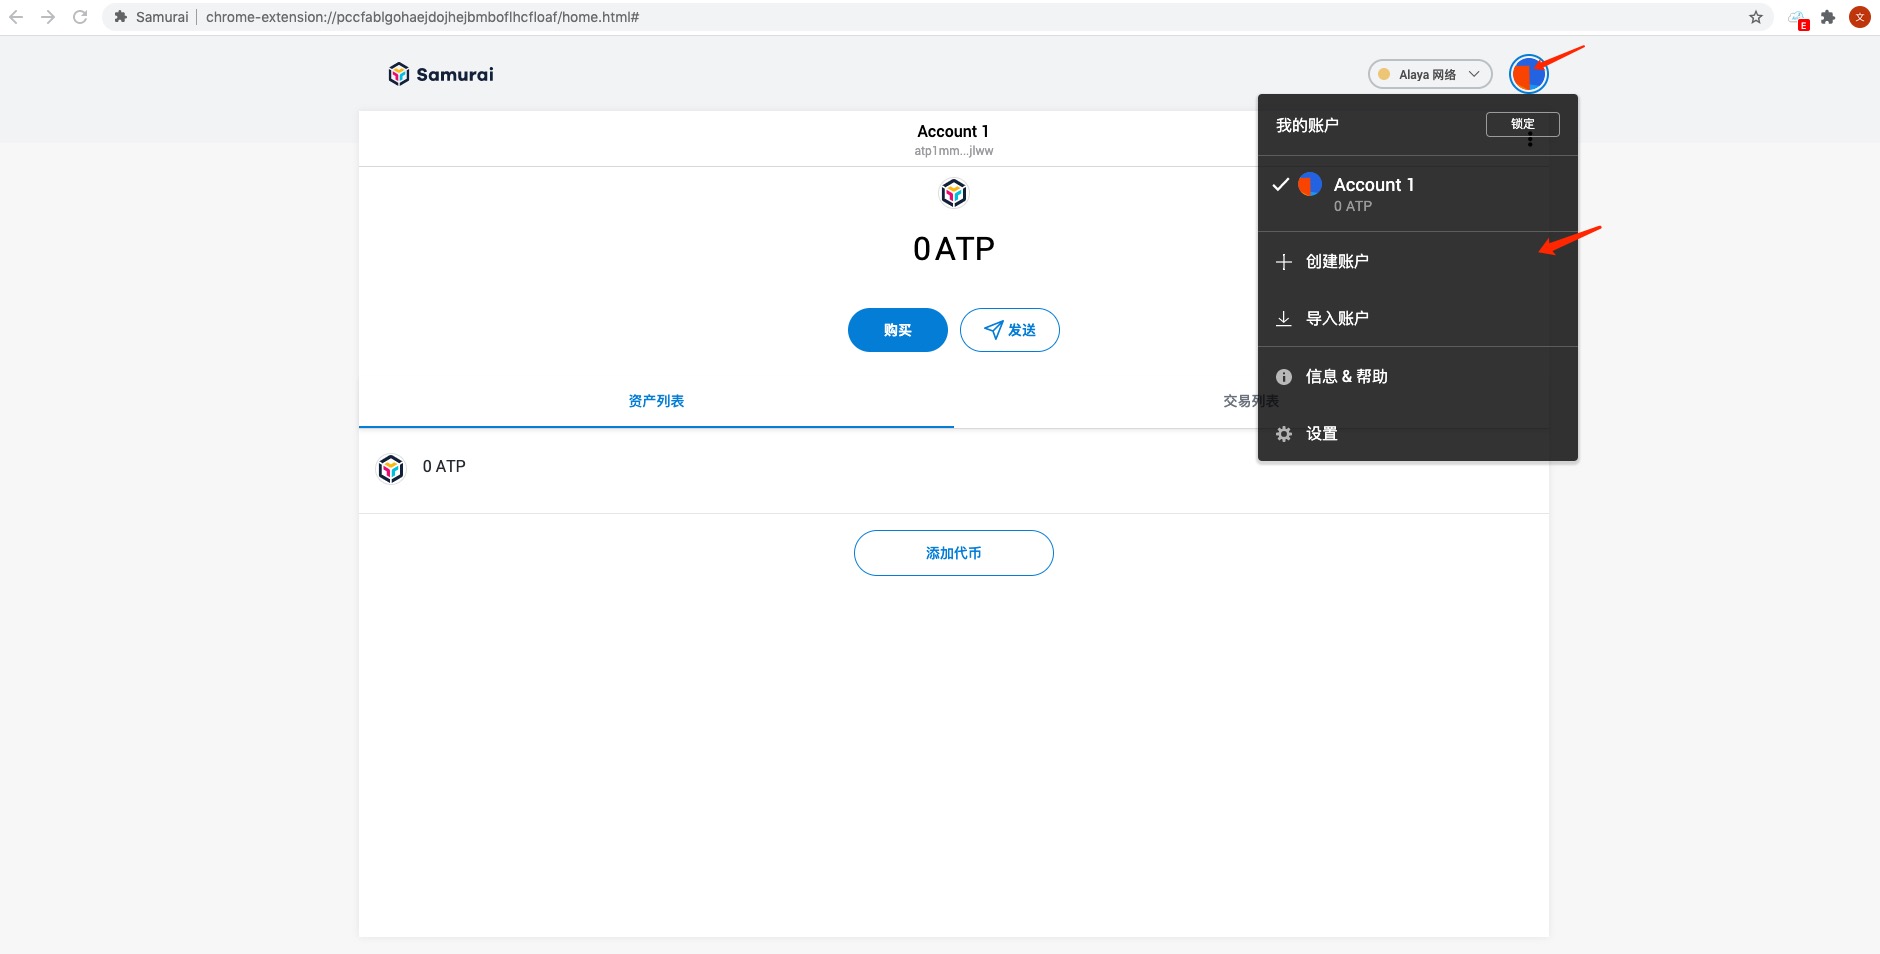 Samurai
chrome-extension://pccfablgohaejdojhejbmboflhcfloaf/home.html#
E
文
Samurai
Alaya 网络
Account 1
atp1mm...jlww
0 ATP
购买
发送
资产列表
交易列表
0 ATP
添加代币
我的账户
锁定
Account 1
0 ATP
创建账户
导入账户
信息 & 帮助
设置